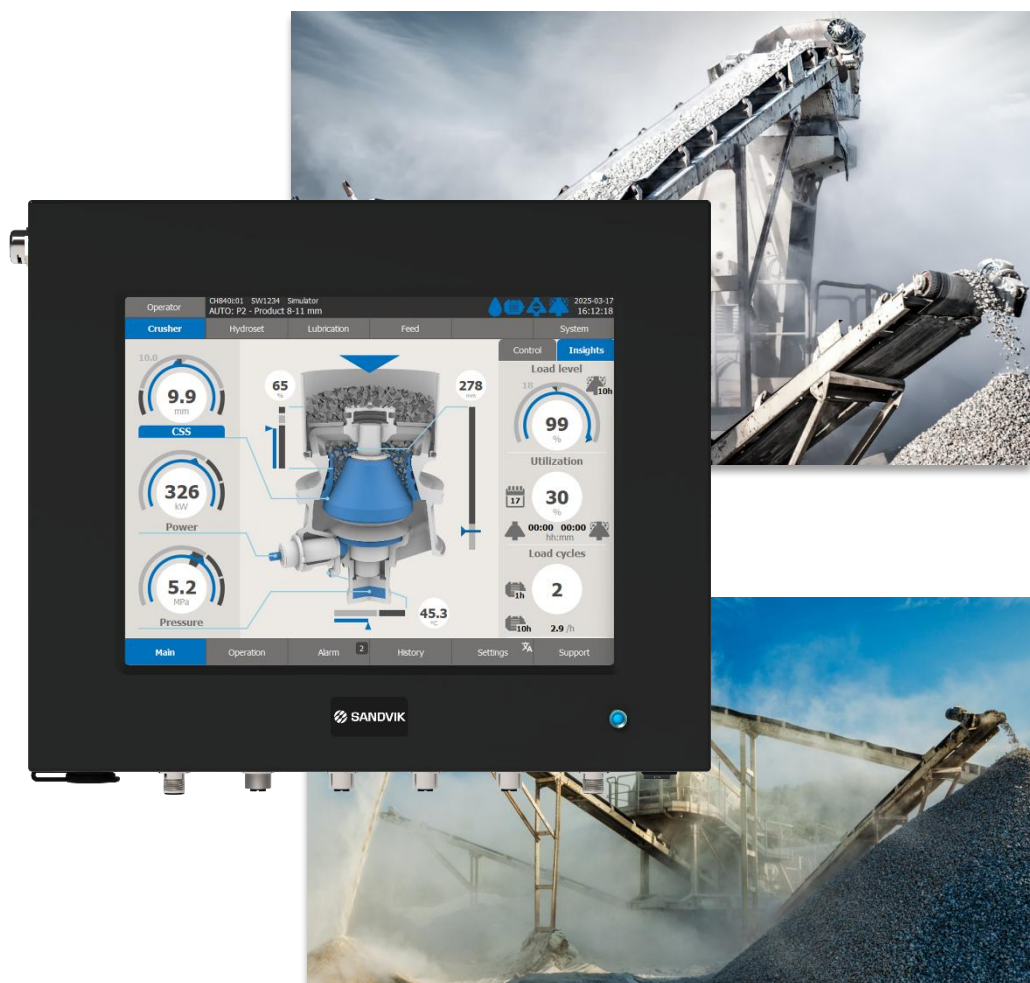 Operator
CH840i:01 SW1234 Simulator
AUTO: P2 - Product 8-11 mm
2025-03-17
16:12:18
Crusher Hydroset Lubrication Feed System
Control Insights
10.0
9.9
mm
CSS
326
kW
Power
5.2
MPa
Pressure
65
%
278
mm
45.3
°C
Load level
18
10h
99
%
Utilization
17
30
%
00:00 00:00
hh:mm
Load cycles
1h
2
10h
2.9 /h
Main Operation Alarm 2 History Settings Support
SANDVIK